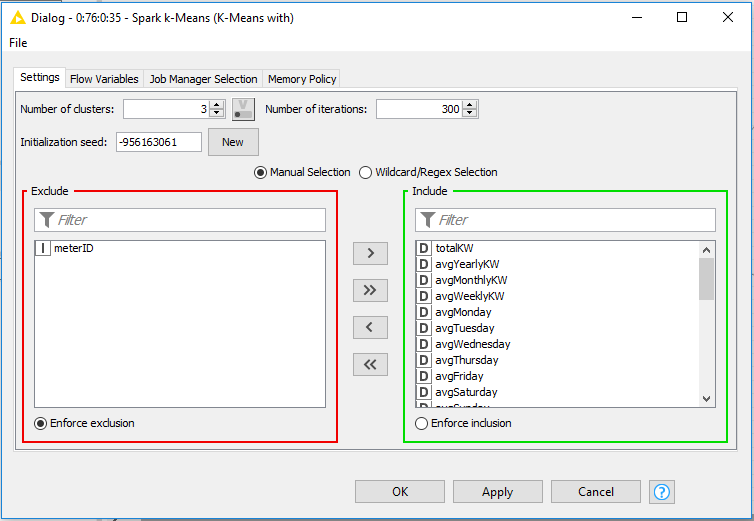 Dialog - 0:76:0:35 - Spark k-Means (K-Means with)
File
Settings Flow Variables Job Manager Selection Memory Policy
Number of clusters: 3 V Number of iterations: 300
Initialization seed: -956163061 New
Manual Selection Wildcard/Regex Selection
Exclude Include
Filter Filter
I meterID D totalKW
D avgYearlyKW
> D avgMonthlyKW
>> D avgWeeklyKW
D avgMonday
< D avgTuesday
D avgWednesday
<< D avgThursday
D avgFriday
D avgSaturday
avgSunday
Enforce exclusion Enforce inclusion
OK Apply Cancel ?